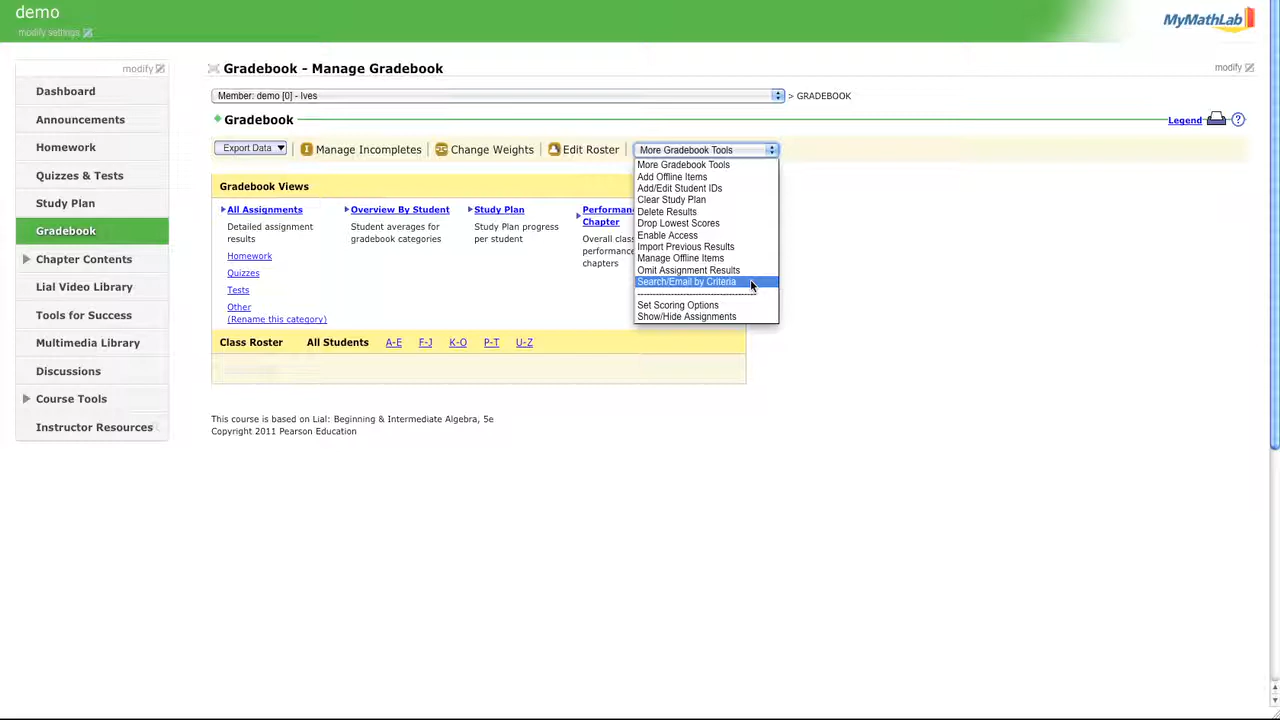 demo
modify settings
MyMathLab
modify
Dashboard
Announcements
Homework
Quizzes & Tests
Study Plan
Gradebook
Chapter Contents
Lial Video Library
Tools for Success
Multimedia Library
Discussions
Course Tools
Instructor Resources
Gradebook - Manage Gradebook
modify
Member: demo [0] - Ives
> GRADEBOOK
Gradebook
Legend
?
Export Data
Manage Incompletes
Change Weights
Edit Roster
More Gradebook Tools
More Gradebook Tools
Add Offline Items
Add/Edit Student IDs
Clear Study Plan
Delete Results
Drop Lowest Scores
Enable Access
Import Previous Results
Manage Offline Items
Omit Assignment Results
Search/Email by Criteria
Set Scoring Options
Show/Hide Assignments
Gradebook Views
All Assignments
Detailed assignment
results
Homework
Quizzes
Tests
Other
(Rename this category)
Overview By Student
Student averages for
gradebook categories
Study Plan
Study Plan progress
per student
Chapter
Overall
chapters
Class Roster
All Students
A-E
F-J
K-O
P-T
U-Z
This course is based on Lial: Beginning & Intermediate Algebra, 5e
Copyright 2011 Pearson Education